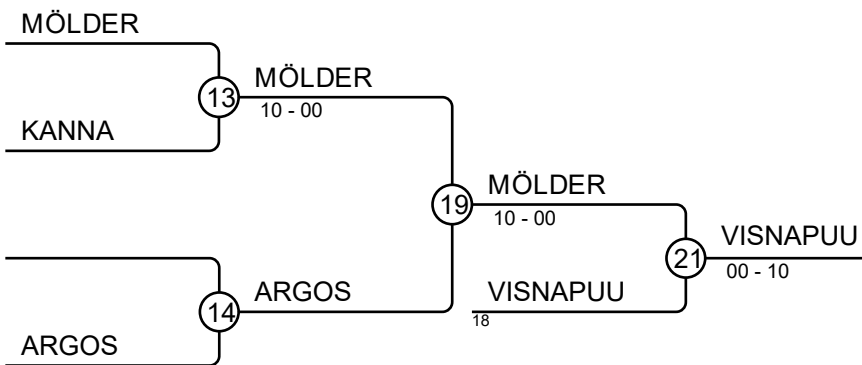 MÖLDER
13
MÖLDER
10 - 00
KANNA
19
MÖLDER
10 - 00
21
VISNAPUU
00 - 10
14
ARGOS
VISNAPUU
18
ARGOS